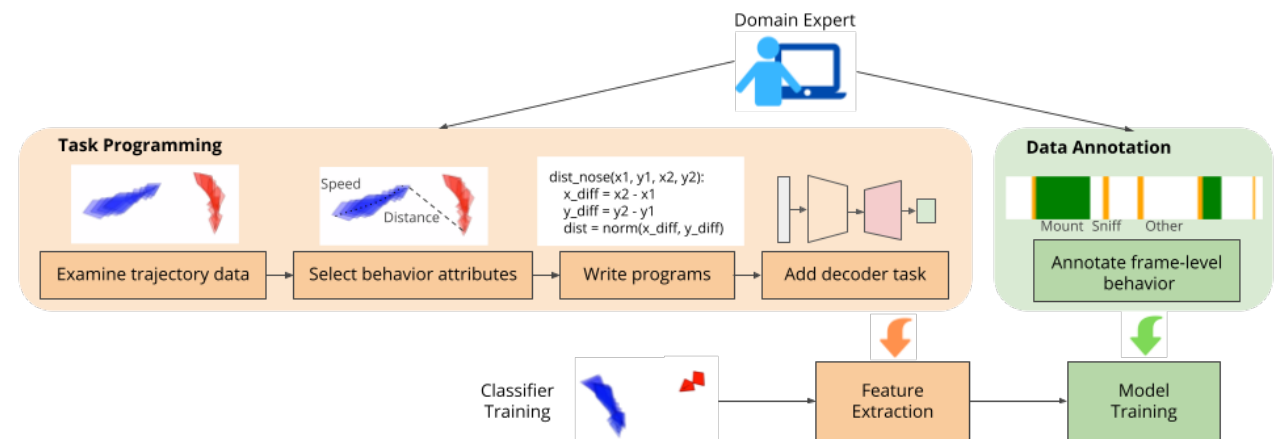 Domain Expert
Task Programming
Speed
Distance
dist_nose(x1, y1, x2, y2):
x_diff = x2 - x1
y_diff = y2 - y1
dist = norm(x_diff, y_diff)
Examine trajectory data
Select behavior attributes
Write programs
Add decoder task
Data Annotation
Mount Sniff Other
Annotate frame-level
behavior
Classifier
Training
Feature
Extraction
Model
Training